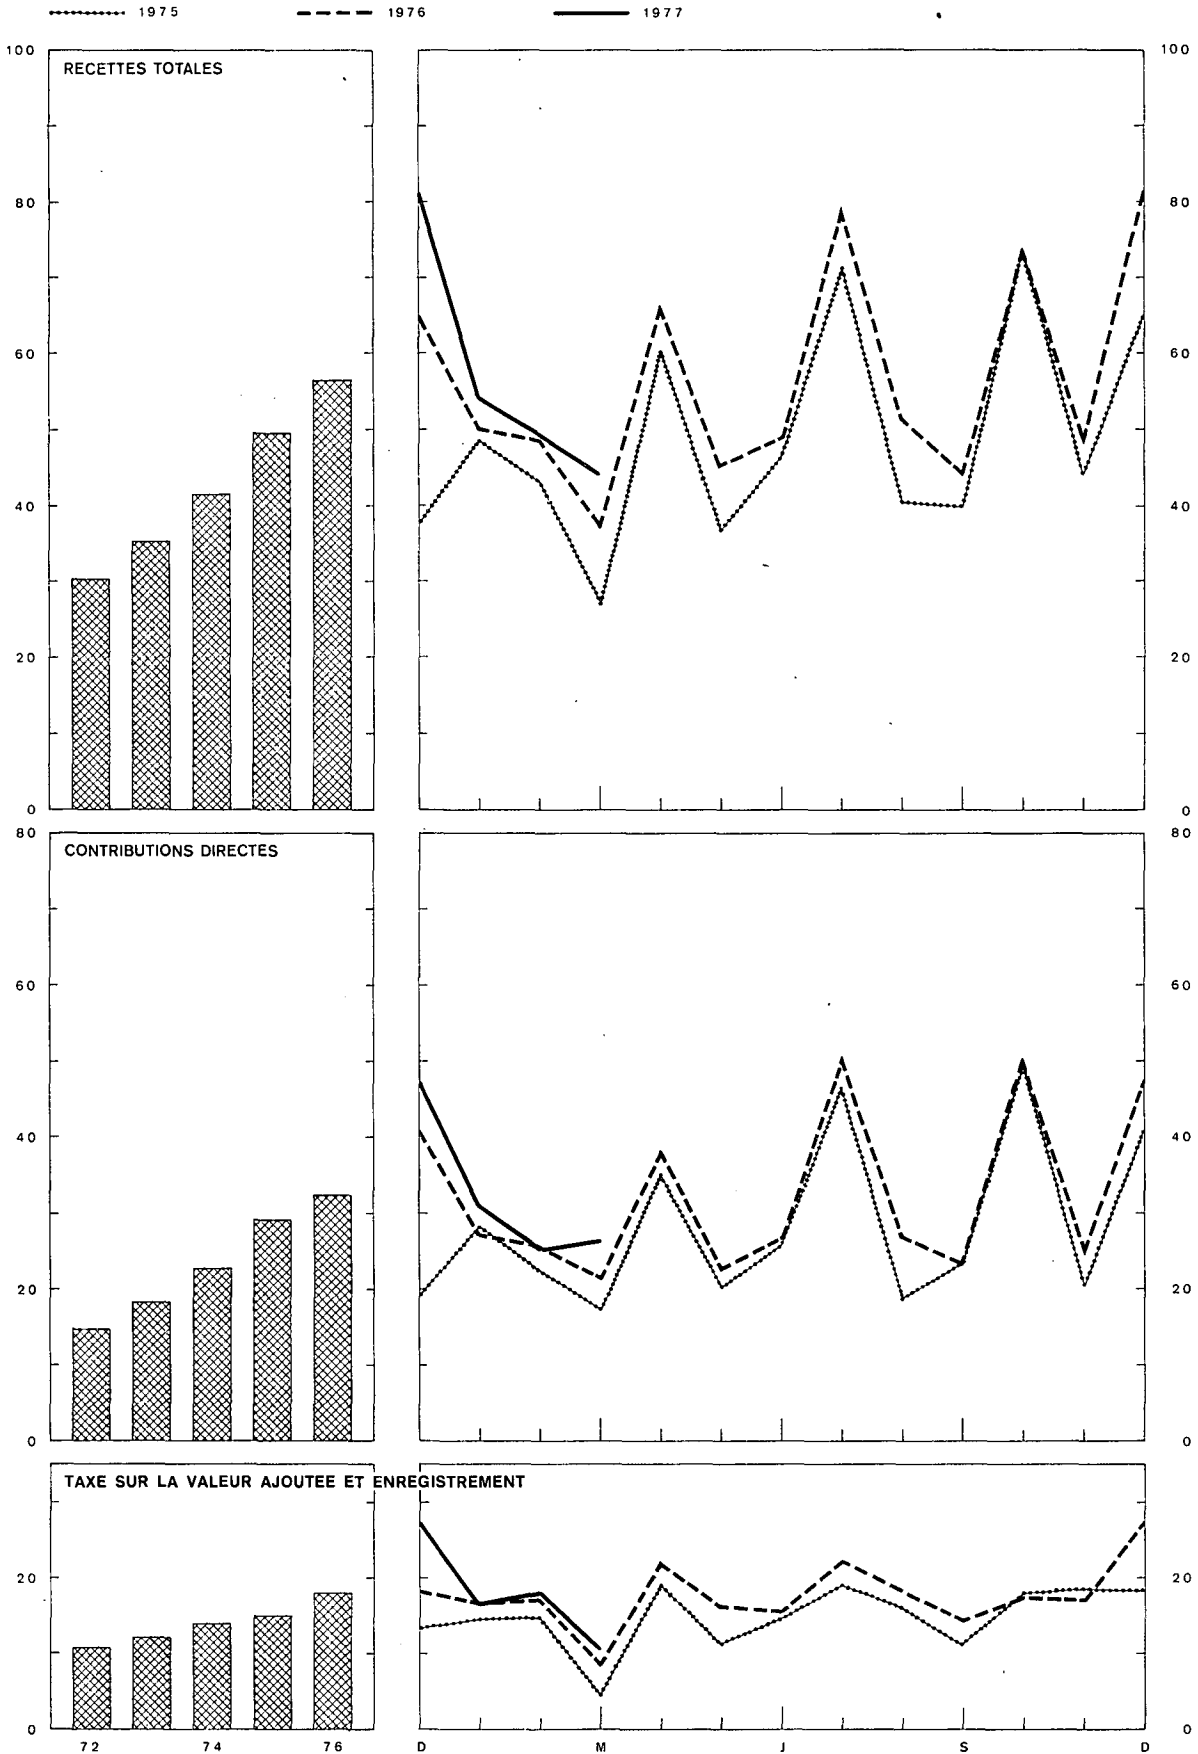 1975 1976 1977
100 100
RECETTES TOTALES
80 80
60 60
40 40
20 20
0 0
80 80
CONTRIBUTIONS DIRECTES
60 60
40 40
20 20
0 0
TAXE SUR LA VALEUR AJOUTEE ET ENREGISTREMENT
20 20
0 0
72 74 76 D M J S D